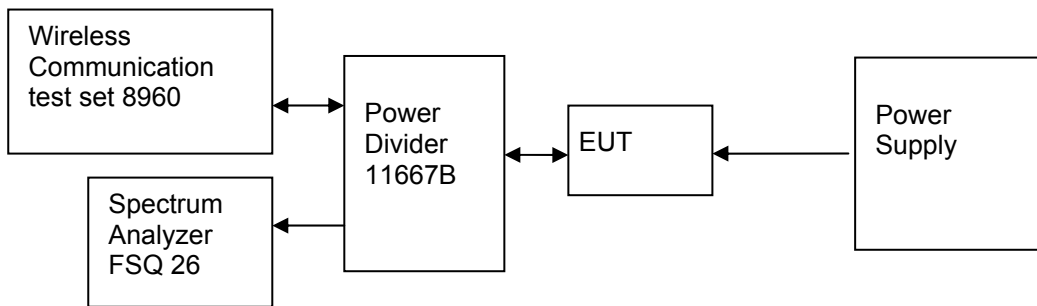 Wireless
Communication
test set 8960
Power
Divider
11667B
EUT
Power
Supply
Spectrum
Analyzer
FSQ 26